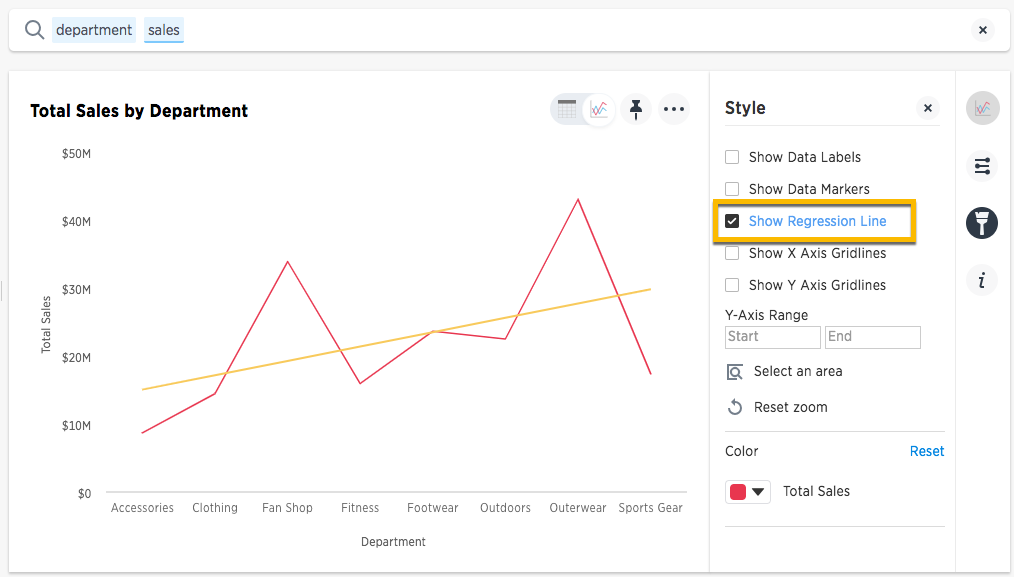 department sales
Total Sales by Department
$50M
$40M
$30M
$20M
$10M
$0
Total Sales
Accessories Clothing Fan Shop Fitness Footwear Outdoors Outerwear Sports Gear
Department
Style
Show Data Labels
Show Data Markers
Show Regression Line
Show X Axis Gridlines
Show Y Axis Gridlines
Y-Axis Range
Start End
Select an area
Reset zoom
Color Reset
Total Sales
i